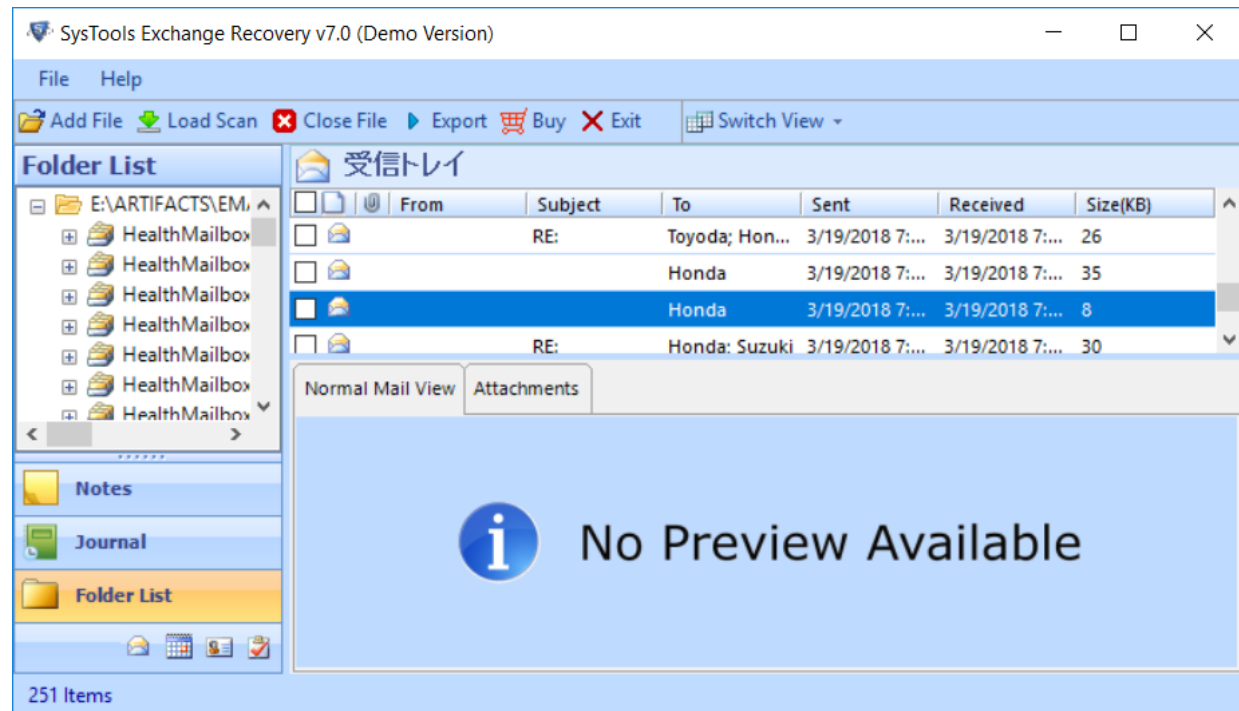 SysTools Exchange Recovery v7.0 (Demo Version)
File Help
Add File Load Scan Close File Export Buy Exit Switch View
Folder List
E:\ARTIFACTS\EM
HealthMailbox
HealthMailbox
HealthMailbox
HealthMailbox
HealthMailbox
HealthMailbox
HealthMailbox
Notes
Journal
Folder List
受信トレイ
From Subject To Sent Received Size(KB)
RE: Toyoda; Hon... 3/19/2018 7:... 3/19/2018 7:... 26
Honda 3/19/2018 7:... 3/19/2018 7:... 35
Honda 3/19/2018 7:... 3/19/2018 7:... 8
RE: Honda; Suzuki 3/19/2018 7:... 3/19/2018 7:... 30
Normal Mail View Attachments
No Preview Available
251 Items